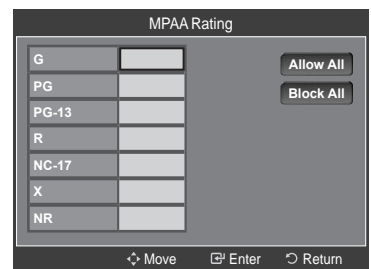 MPAA Rating
G
Allow All
PG
Block All
PG-13
R
NC-17
X
NR
Move Enter Return